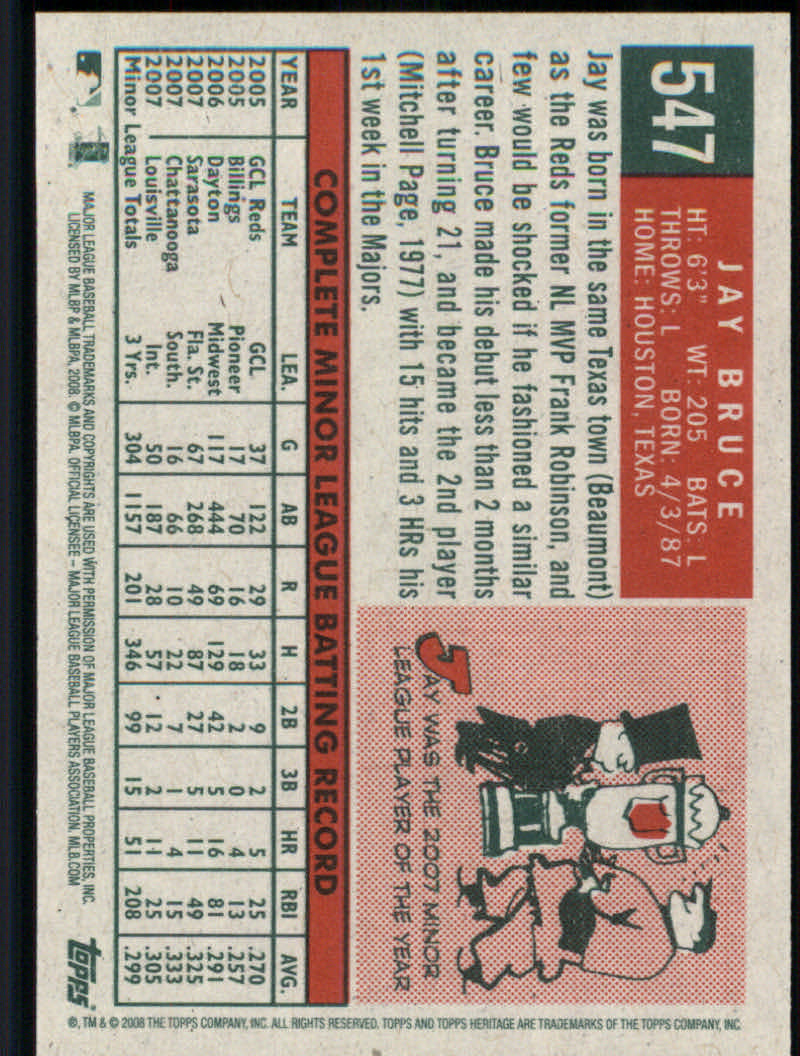 547
JAY BRUCE
HT: 6'3" WT: 205 BATS: L
THROWS: L BORN: 4/3/87
HOME: HOUSTON, TEXAS
Jay was born in the same Texas town (Beaumont)
as the Reds former NL MVP Frank Robinson, and
few would be shocked if he fashioned a similar
career. Bruce made his debut less than 2 months
after turning 21, and became the 2nd player
(Mitchell Page, 1977) with 15 hits and 3 HRs his
1st week in the Majors.
JAY WAS THE 2007 MINOR
LEAGUE PLAYER OF THE YEAR
COMPLETE MINOR LEAGUE BATTING RECORD
YEAR TEAM LEA. G AB R H 2B 3B HR RBI AVG.
2005 GCL Reds GCL 37 122 29 33 9 2 5 25 .270
2005 Billings Pioneer 17 70 16 18 2 0 4 13 .257
2006 Dayton Midwest 117 444 69 129 42 5 16 81 .291
2007 Sarasota Fla. St. 67 268 49 87 27 5 11 49 .325
2007 Chattanooga South. 16 66 10 22 7 1 4 15 .333
2007 Louisville Int. 50 187 28 57 12 2 11 25 .305
Minor League Totals 3 Yrs. 304 1157 201 346 99 15 51 208 .299
MAJOR LEAGUE BASEBALL TRADEMARKS AND COPYRIGHTS ARE USED WITH PERMISSION OF MAJOR LEAGUE BASEBALL PROPERTIES, INC.
LICENSED BY MLBP & MLBPA, 2008. © MLBPA. OFFICIAL LICENSEE – MAJOR LEAGUE BASEBALL PLAYERS ASSOCIATION. MLB.COM
topps
®, TM & © 2008 THE TOPPS COMPANY, INC. ALL RIGHTS RESERVED. TOPPS AND TOPPS HERITAGE ARE TRADEMARKS OF THE TOPPS COMPANY, INC.